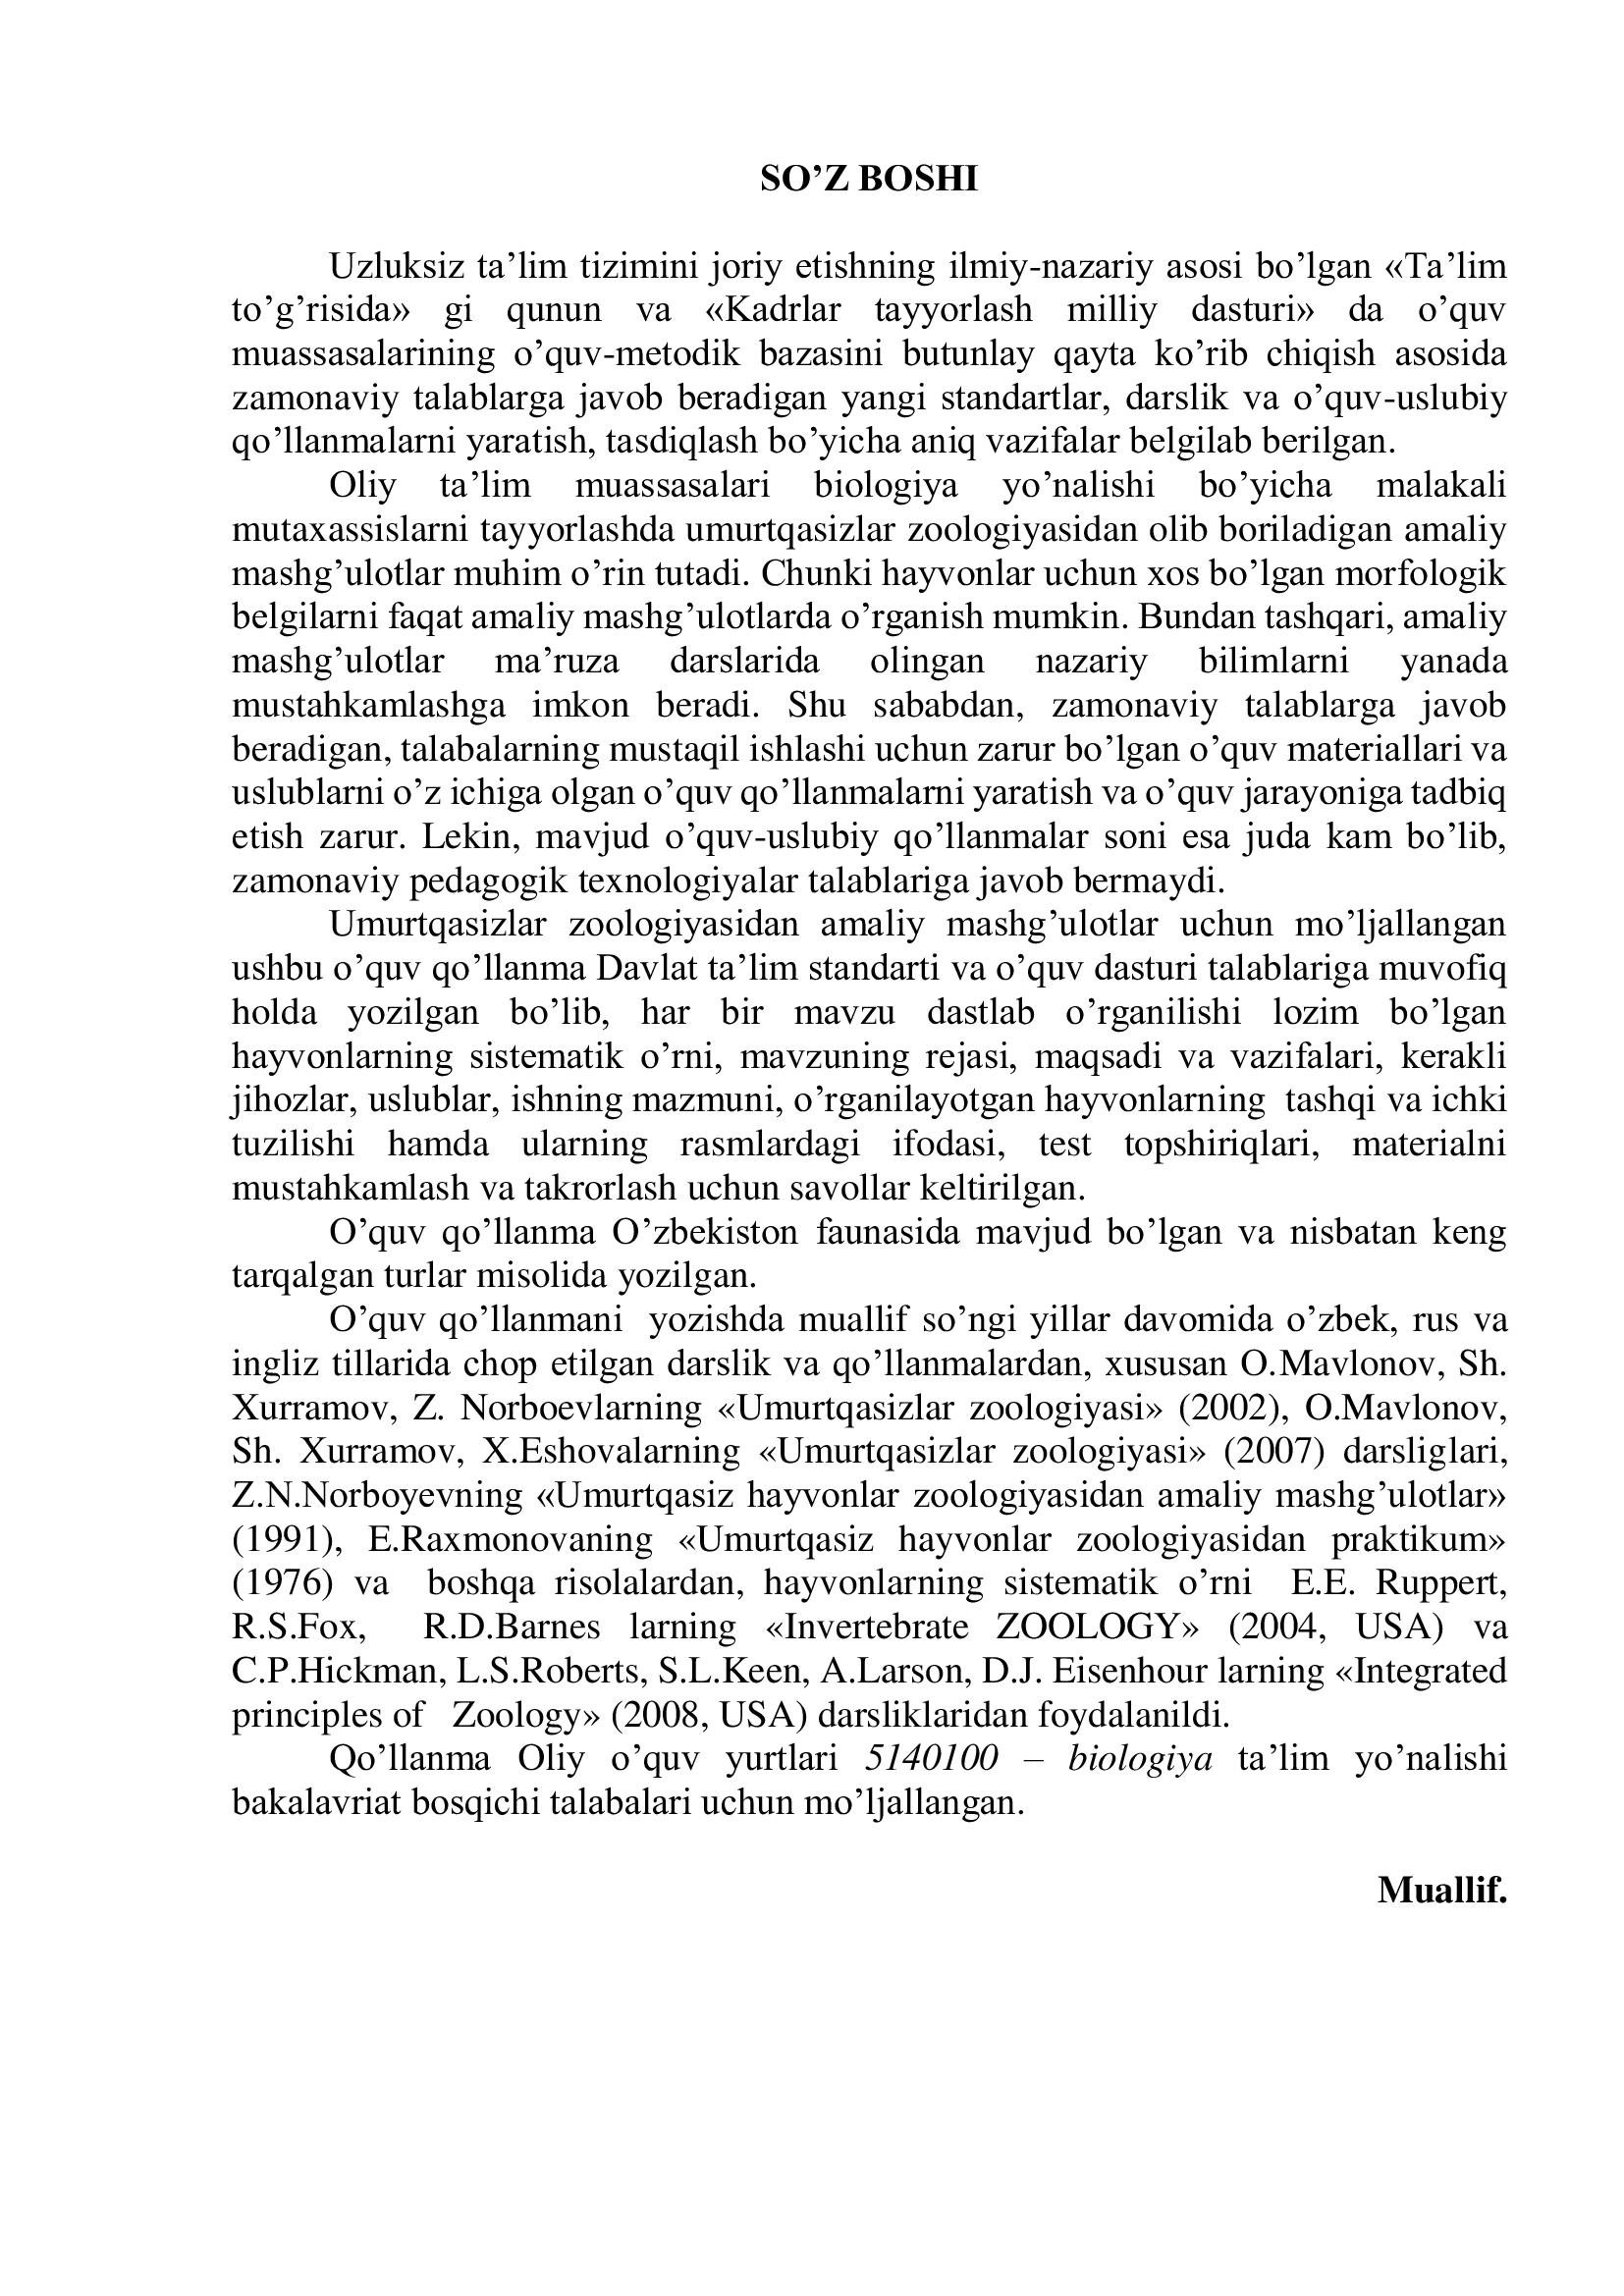 SO’Z BOSHI
Uzluksiz ta’lim tizimini joriy etishning ilmiy-nazariy asosi bo’lgan «Ta’lim
to’g’risida» gi qunun va «Kadrlar tayyorlash milliy dasturi» da o’quv
muassasalarining o’quv-metodik bazasini butunlay qayta ko’rib chiqish asosida
zamonaviy talablarga javob beradigan yangi standartlar, darslik va o’quv-uslubiy
qo’llanmalarni yaratish, tasdiqlash bo’yicha aniq vazifalar belgilab berilgan.
Oliy ta’lim muassasalari biologiya yo’nalishi bo’yicha malakali
mutaxassislarni tayyorlashda umurtqasizlar zoologiyasidan olib boriladigan amaliy
mashg’ulotlar muhim o’rin tutadi. Chunki hayvonlar uchun xos bo’lgan morfologik
belgilarni faqat amaliy mashg’ulotlarda o’rganish mumkin. Bundan tashqari, amaliy
mashg’ulotlar ma’ruza darslarida olingan nazariy bilimlarni yanada
mustahkamlashga imkon beradi. Shu sababdan, zamonaviy talablarga javob
beradigan, talabalarning mustaqil ishlashi uchun zarur bo’lgan o’quv materiallari va
uslublarni o’z ichiga olgan o’quv qo’llanmalarni yaratish va o’quv jarayoniga tadbiq
etish zarur. Lekin, mavjud o’quv-uslubiy qo’llanmalar soni esa juda kam bo’lib,
zamonaviy pedagogik texnologiyalar talablariga javob bermaydi.
Umurtqasizlar zoologiyasidan amaliy mashg’ulotlar uchun mo’ljallangan
ushbu o’quv qo’llanma Davlat ta’lim standarti va o’quv dasturi talablariga muvofiq
holda yozilgan bo’lib, har bir mavzu dastlab o’rganilishi lozim bo’lgan
hayvonlarning sistematik o’rni, mavzuning rejasi, maqsadi va vazifalari, kerakli
jihozlar, uslublar, ishning mazmuni, o’rganilayotgan hayvonlarning tashqi va ichki
tuzilishi hamda ularning rasmlardagi ifodasi, test topshiriqlari, materialni
mustahkamlash va takrorlash uchun savollar keltirilgan.
O’quv qo’llanma O’zbekiston faunasida mavjud bo’lgan va nisbatan keng
tarqalgan turlar misolida yozilgan.
O’quv qo’llanmani yozishda muallif so’ngi yillar davomida o’zbek, rus va
ingliz tillarida chop etilgan darslik va qo’llanmalardan, xususan O.Mavlonov, Sh.
Xurramov, Z. Norboevlarning «Umurtqasizlar zoologiyasi» (2002), O.Mavlonov,
Sh. Xurramov, X.Eshovalarning «Umurtqasizlar zoologiyasi» (2007) darsliglari,
Z.N.Norboyevning «Umurtqasiz hayvonlar zoologiyasidan amaliy mashg’ulotlar»
(1991), E.Raxmonovaning «Umurtqasiz hayvonlar zoologiyasidan praktikum»
(1976) va boshqa risolalardan, hayvonlarning sistematik o’rni E.E. Ruppert,
R.S.Fox, R.D.Barnes larning «Invertebrate ZOOLOGY» (2004, USA) va
C.P.Hickman, L.S.Roberts, S.L.Keen, A.Larson, D.J. Eisenhour larning «Integrated
principles of Zoology» (2008, USA) darsliklaridan foydalanildi.
Qo’llanma Oliy o’quv yurtlari 5140100 – biologiya ta’lim yo’nalishi
bakalavriat bosqichi talabalari uchun mo’ljallangan.
Muallif.